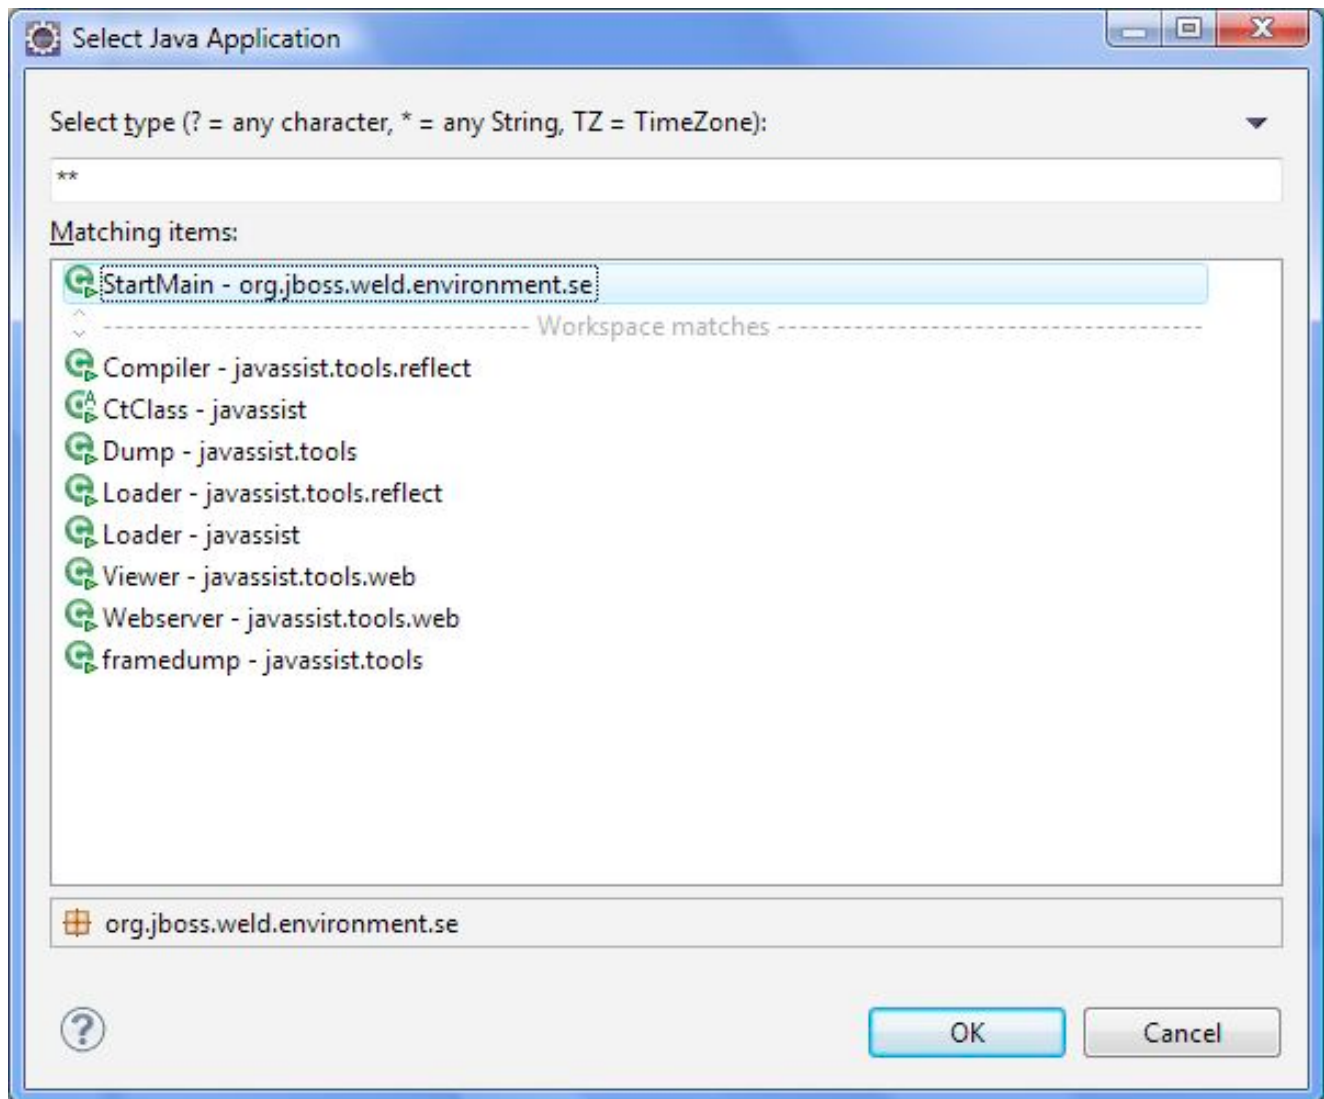 Select Java Application
Select type (? = any character, * = any String, TZ = TimeZone):
**
Matching items:
StartMain - org.jboss.weld.environment.se
Workspace matches
Compiler - javassist.tools.reflect
CtClass - javassist
Dump - javassist.tools
Loader - javassist.tools.reflect
Loader - javassist
Viewer - javassist.tools.web
Webserver - javassist.tools.web
framedump - javassist.tools
org.jboss.weld.environment.se
OK Cancel